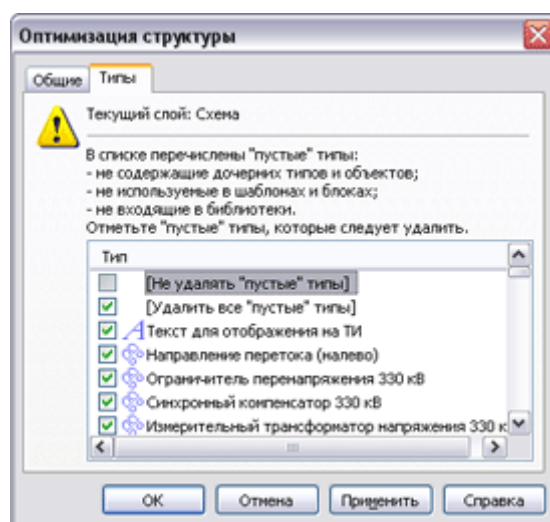 Оптимизация структуры
Общие Типы
Текущий слой: Схема
В списке перечислены "пустые" типы:
- не содержащие дочерних типов и объектов;
- не используемые в шаблонах и блоках;
- не входящие в библиотеки.
Отметьте "пустые" типы, которые следует удалить.
Тип
[Не удалять "пустые" типы]
[Удалить все "пустые" типы]
Текст для отображения на ТИ
Направление перетока (налево)
Ограничитель перенапряжения 330 кВ
Синхронный компенсатор 330 кВ
Измерительный трансформатор напряжения 330 к
ОК Отмена Применить Справка